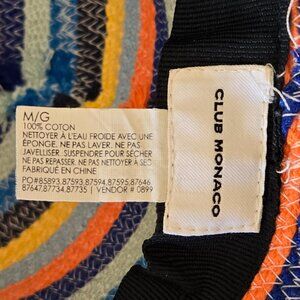 M/G
100% COTON
NETTOYER À L'EAU FROIDE AVEC UNE
ÉPONGE. NE PAS LAVER. NE PAS
JAVELLISER. SUSPENDRE POUR SÉCHER
NE PAS REPASSER. NE PAS NETTOYER À SEC
FABRIQUÉ EN CHINE
PO#85893.87593.87594.87595.87646
87647.87734.87735 | VENDOR # 0899
CLUB MONACO